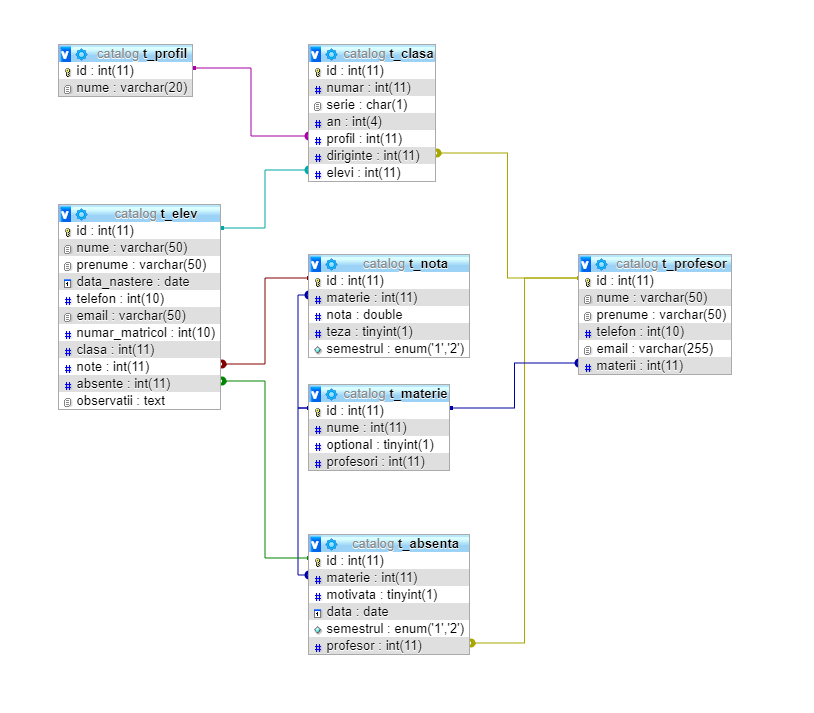 catalog t_profil
id : int(11)
nume : varchar(20)
catalog t_clasa
id : int(11)
numar : int(11)
serie : char(1)
an : int(4)
profil : int(11)
diriginte : int(11)
elevi : int(11)
catalog t_elev
id : int(11)
nume : varchar(50)
prenume : varchar(50)
data_nastere : date
telefon : int(10)
email : varchar(50)
numar_matricol : int(10)
clasa : int(11)
note : int(11)
absente : int(11)
observatii : text
catalog t_nota
id : int(11)
materie : int(11)
nota : double
teza : tinyint(1)
semestrul : enum('1','2')
catalog t_profesor
id : int(11)
nume : varchar(50)
prenume : varchar(50)
telefon : int(10)
email : varchar(255)
materii : int(11)
catalog t_materie
id : int(11)
nume : int(11)
optional : tinyint(1)
profesori : int(11)
catalog t_absenta
id : int(11)
materie : int(11)
motivata : tinyint(1)
data : date
semestrul : enum('1','2')
profesor : int(11)